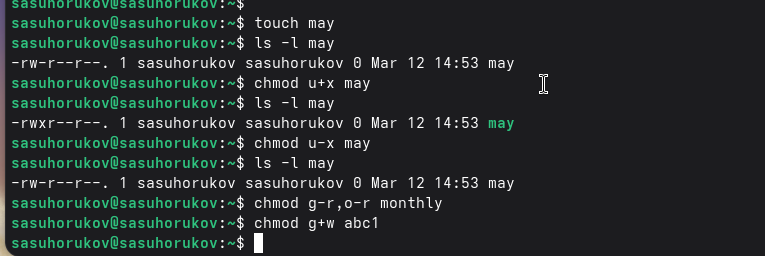 sasuhorukov@sasuhorukov:~$
sasuhorukov@sasuhorukov:~$ touch may
sasuhorukov@sasuhorukov:~$ ls -l may
-rw-r--r--. 1 sasuhorukov sasuhorukov 0 Mar 12 14:53 may
sasuhorukov@sasuhorukov:~$ chmod u+x may
sasuhorukov@sasuhorukov:~$ ls -l may
-rwxr--r--. 1 sasuhorukov sasuhorukov 0 Mar 12 14:53 may
sasuhorukov@sasuhorukov:~$ chmod u-x may
sasuhorukov@sasuhorukov:~$ ls -l may
-rw-r--r--. 1 sasuhorukov sasuhorukov 0 Mar 12 14:53 may
sasuhorukov@sasuhorukov:~$ chmod g-r,o-r monthly
sasuhorukov@sasuhorukov:~$ chmod g+w abc1
sasuhorukov@sasuhorukov:~$